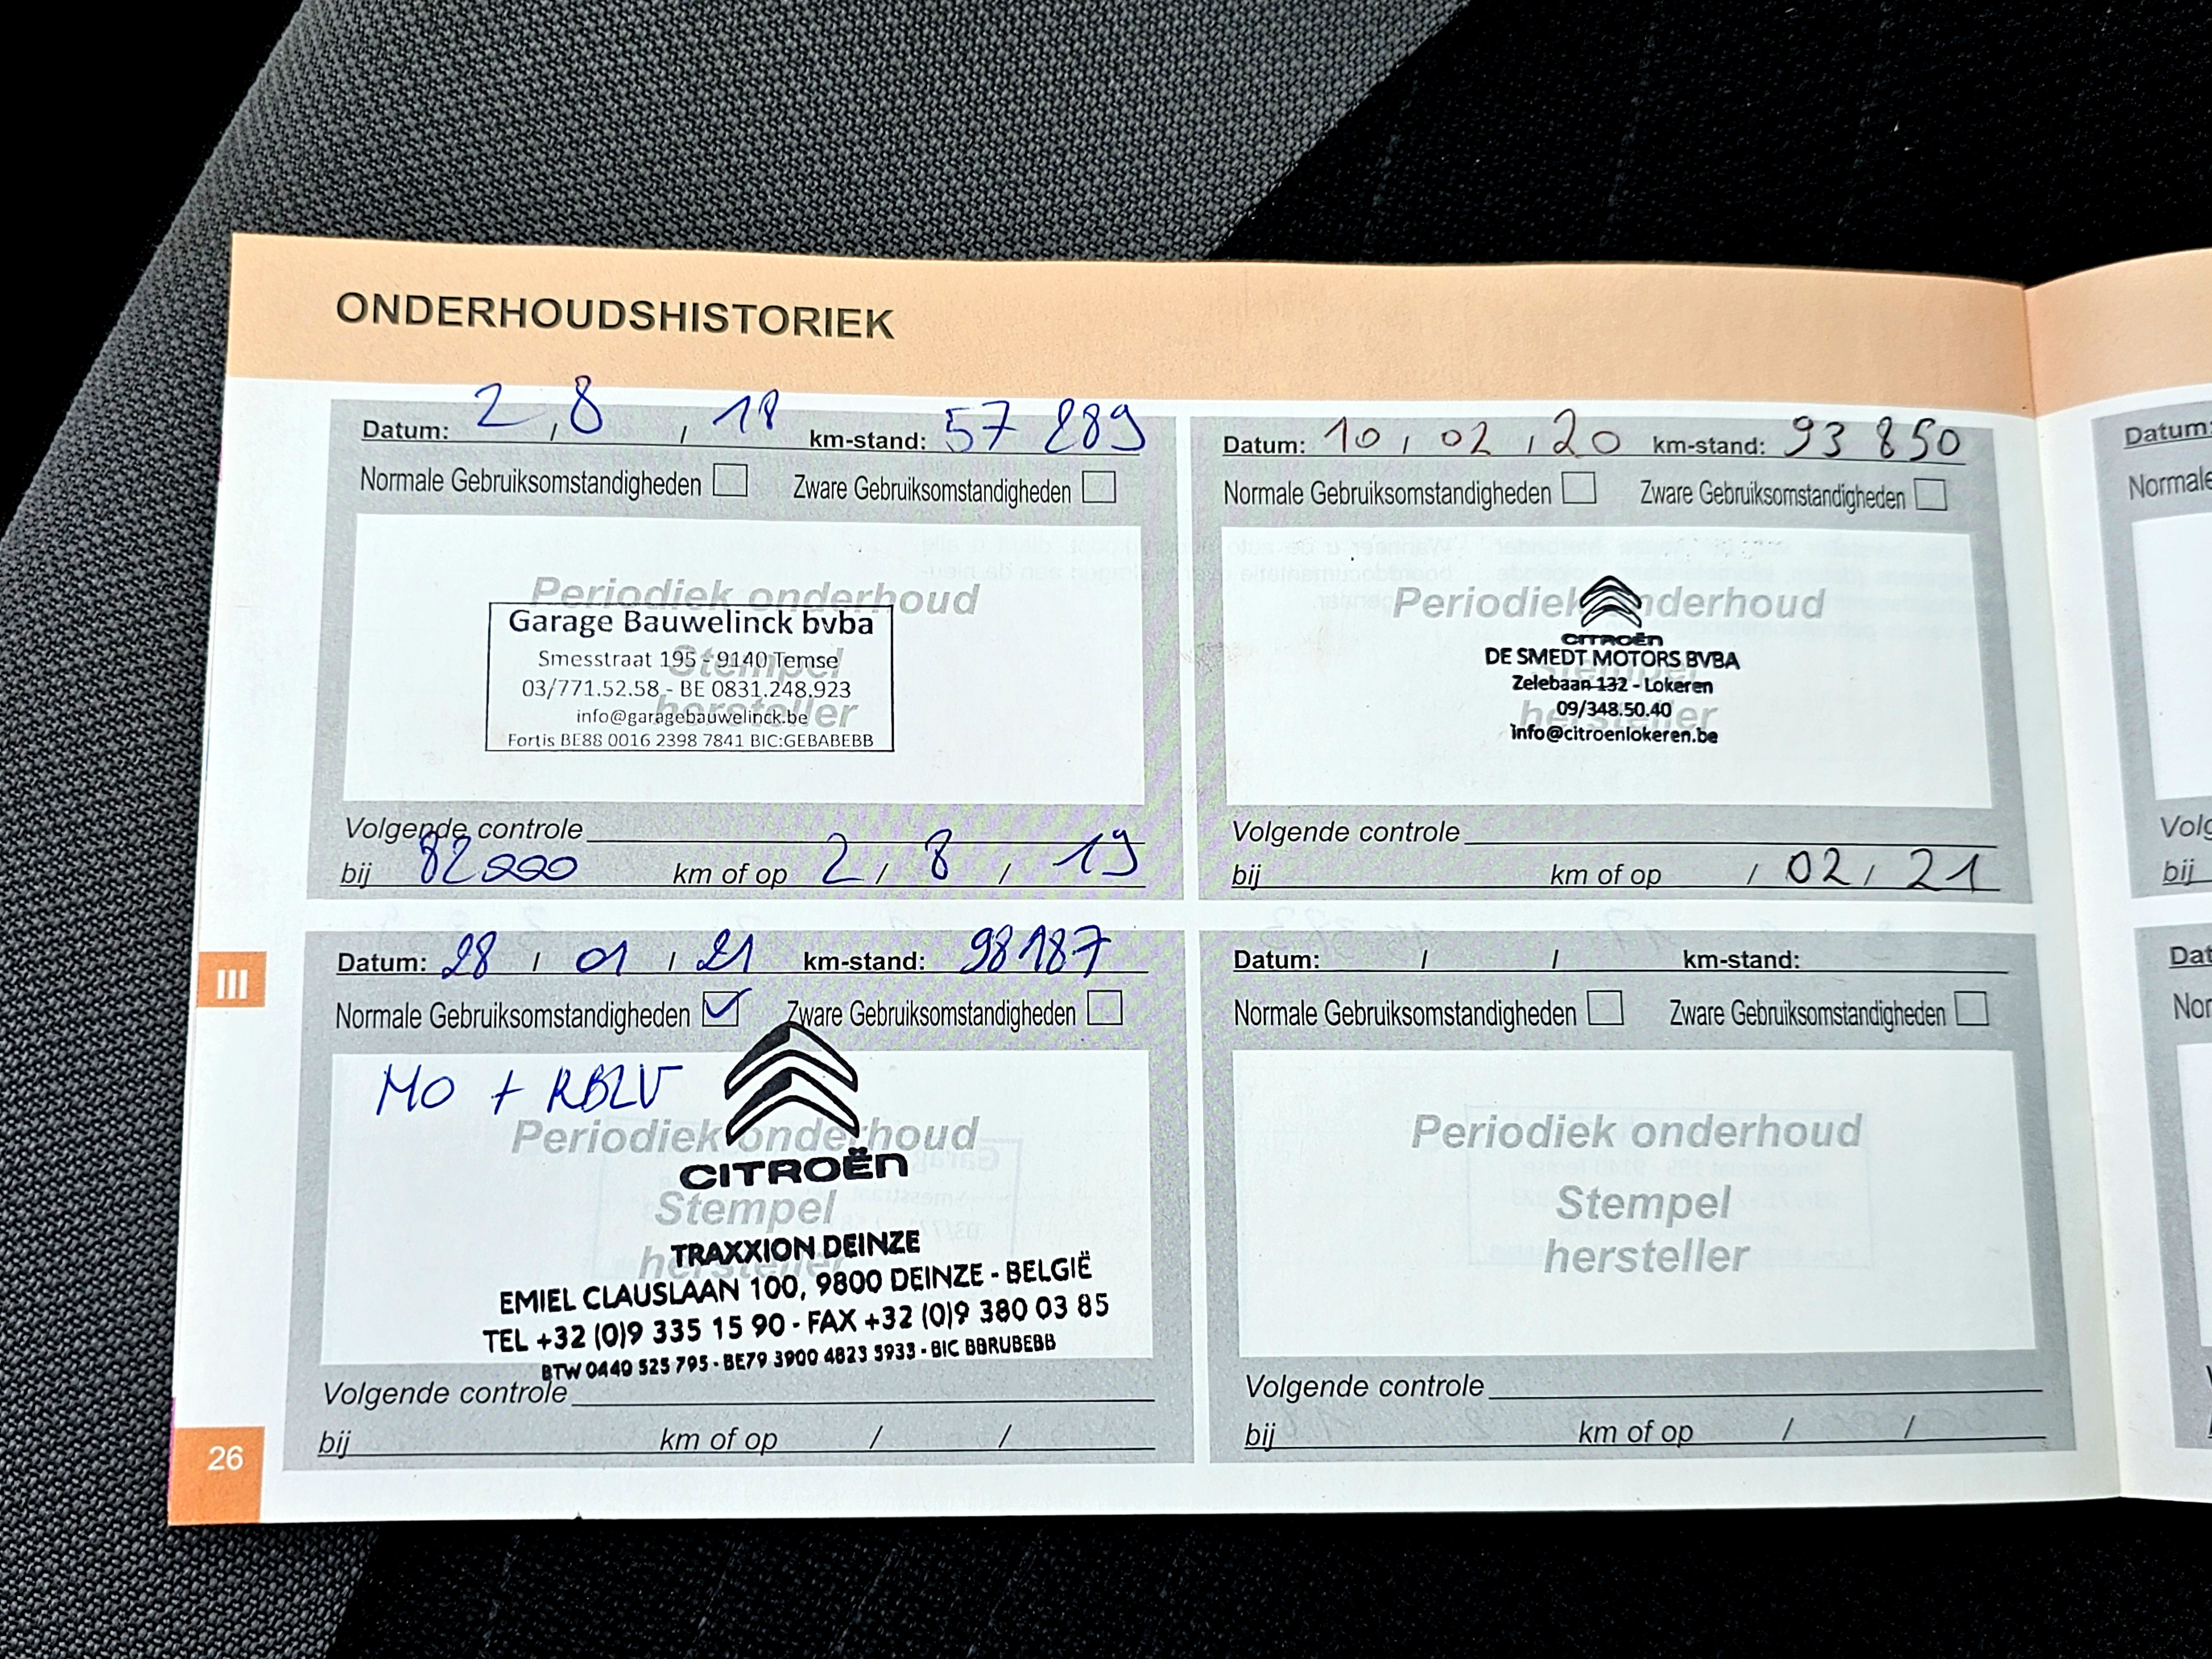 ONDERHOUDSHISTORIEK
Datum: 2 / 8 / 18 km-stand: 57 289
Normale Gebruiksomstandigheden Zware Gebruiksomstandigheden
Periodiek onderhoud
Stempel
hersteller
Garage Bauwelinck bvba
Smesstraat 195 - 9140 Temse
03/771.52.58 - BE 0831.248.923
info@garagebauwelinck.be
Fortis BE88 0016 2398 7841 BIC:GEBABEBB
Volgende controle
bij 82000 km of op 2 / 8 / 19
Datum: 10 / 02 / 20 km-stand: 93 850
Normale Gebruiksomstandigheden Zware Gebruiksomstandigheden
Periodiek onderhoud
Stempel
hersteller
CITROËN
DE SMEDT MOTORS BVBA
Zelebaan 132 - Lokeren
09/348.50.40
info@citroenlokeren.be
Volgende controle
bij km of op / 02 / 21
III
Datum: 28 / 01 / 21 km-stand: 98187
Normale Gebruiksomstandigheden Zware Gebruiksomstandigheden
MO + RBLV
Periodiek onderhoud
Stempel
hersteller
CITROËN
TRAXXION DEINZE
EMIEL CLAUSLAAN 100, 9800 DEINZE - BELGIË
TEL +32 (0)9 335 15 90 - FAX +32 (0)9 380 03 85
BTW 0440 525 795 - BE79 3900 4823 5933 - BIC BBRUBEBB
Volgende controle
bij km of op / /
Datum: / / km-stand:
Normale Gebruiksomstandigheden Zware Gebruiksomstandigheden
Periodiek onderhoud
Stempel
hersteller
Volgende controle
bij km of op / /
26
Datum:
Normale
bij